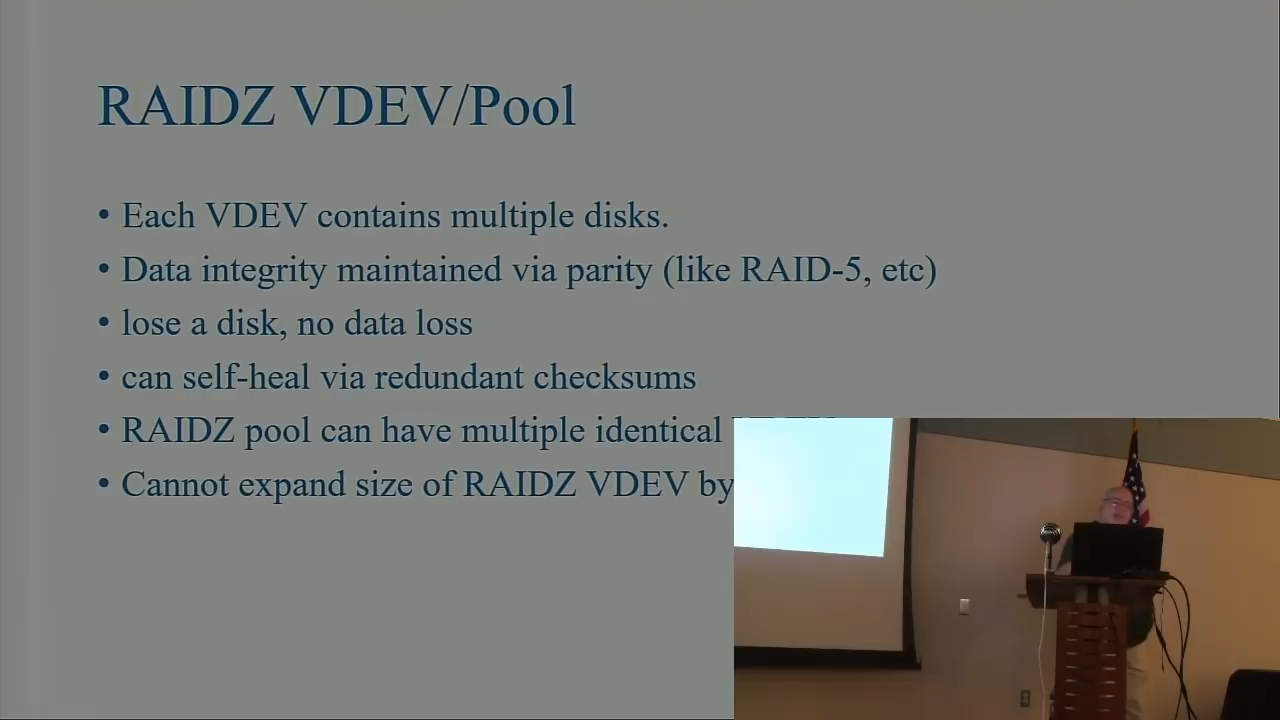 RAIDZ VDEV/Pool
• Each VDEV contains multiple disks.
• Data integrity maintained via parity (like RAID-5, etc)
• lose a disk, no data loss
• can self-heal via redundant checksums
• RAIDZ pool can have multiple identical
• Cannot expand size of RAIDZ VDEV by